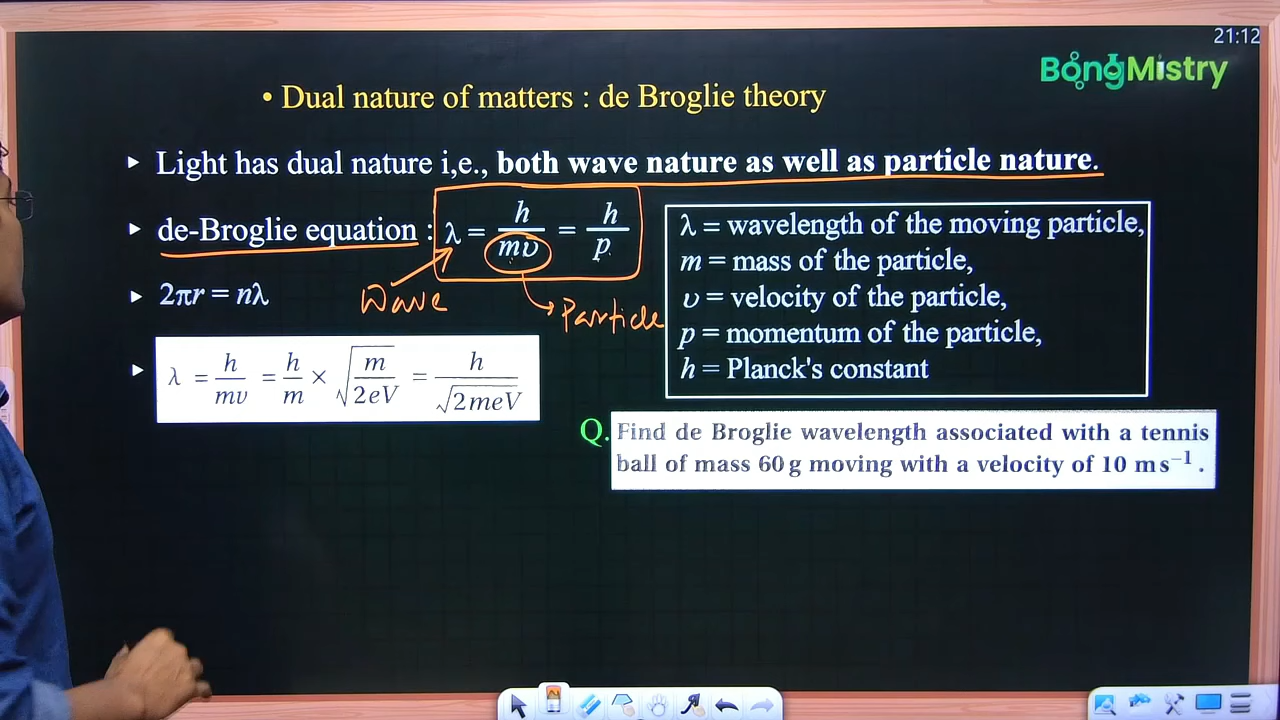 21:12
BongMistry
• Dual nature of matters : de Broglie theory
▸ Light has dual nature i,e., both wave nature as well as particle nature.
▸ de-Broglie equation : λ = h/mυ = h/p
Wave
Particle
▸ 2πr = nλ
▸ λ = h/mυ = h/m × √(m/2eV) = h/√(2meV)
λ = wavelength of the moving particle,
m = mass of the particle,
υ = velocity of the particle,
p = momentum of the particle,
h = Planck's constant
Q. Find de Broglie wavelength associated with a tennis
ball of mass 60 g moving with a velocity of 10 m s⁻¹.